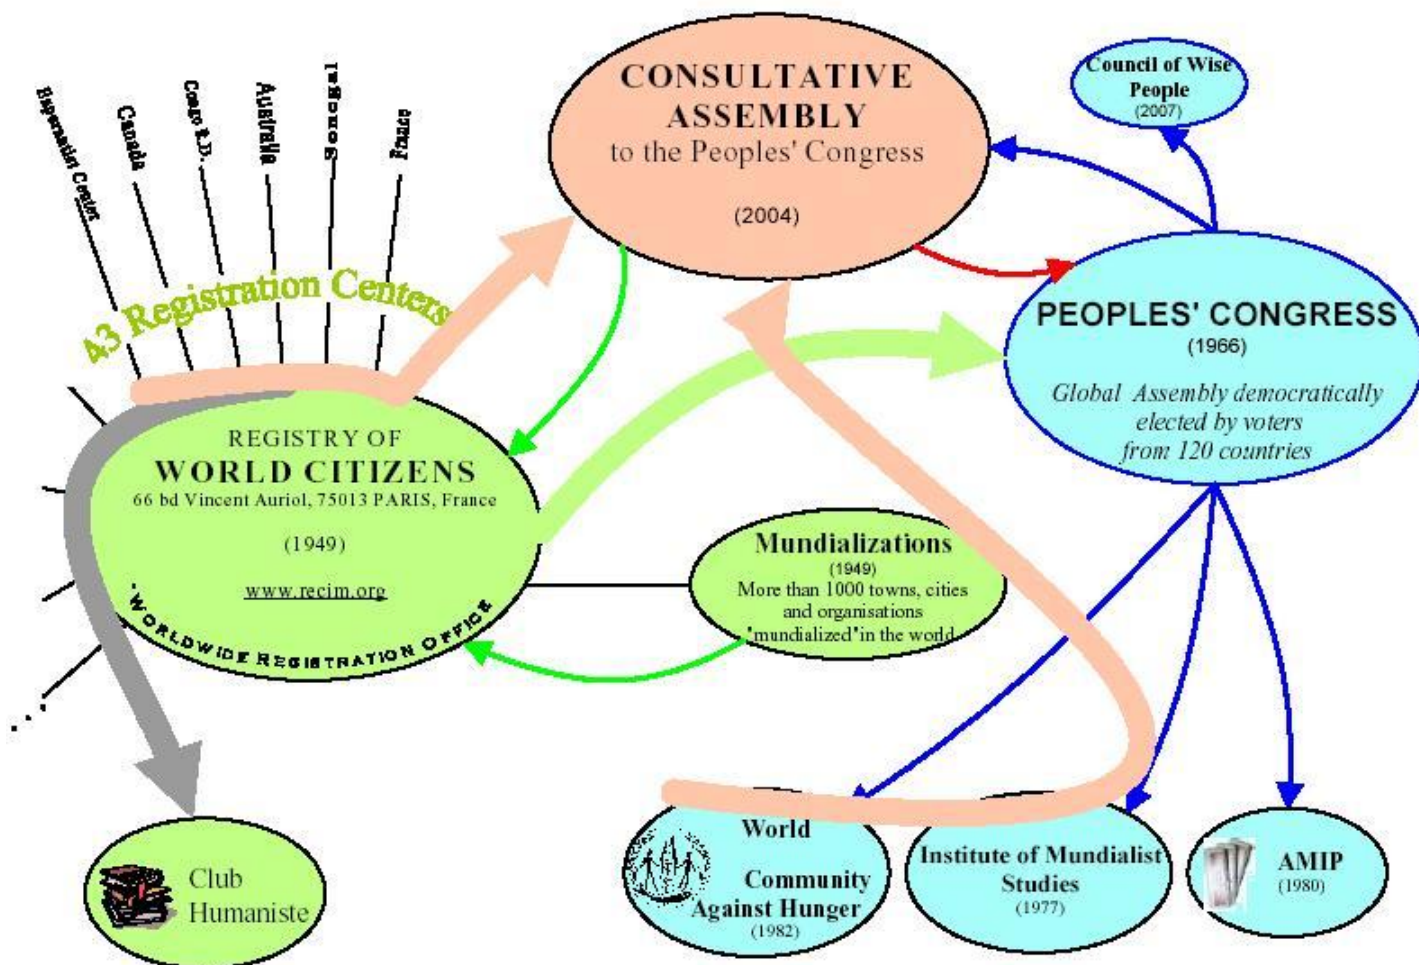 Esperantist Center
Canada
Congo R.D.
Australia
Senegal
France
43 Registration Centers
CONSULTATIVE
ASSEMBLY
to the Peoples' Congress
(2004)
Council of Wise
People
(2007)
PEOPLES' CONGRESS
(1966)
Global Assembly democratically
elected by voters
from 120 countries
REGISTRY OF
WORLD CITIZENS
66 bd Vincent Auriol, 75013 PARIS, France
(1949)
www.recim.org
WORLDWIDE REGISTRATION OFFICE
...
Mundializations
(1949)
More than 1000 towns, cities
and organisations
"mundialized"in the world
Club
Humaniste
World
Community
Against Hunger
(1982)
Institute of Mundialist
Studies
(1977)
AMIP
(1980)